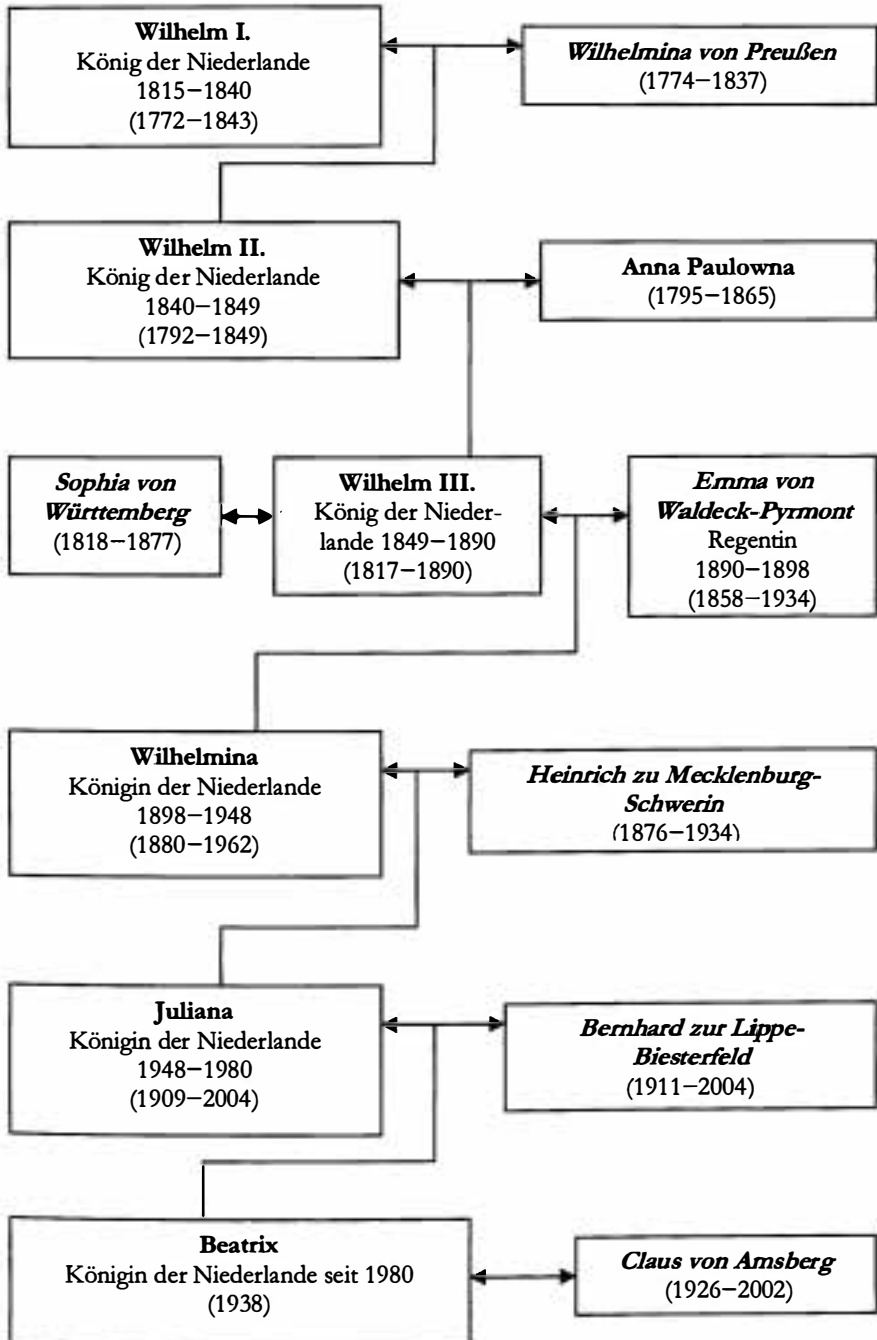 Wilhelm I.
König der Niederlande
1815–1840
(1772–1843)
Wilhelmina von Preußen
(1774–1837)
Wilhelm II.
König der Niederlande
1840–1849
(1792–1849)
Anna Paulowna
(1795–1865)
Sophia von
Württemberg
(1818–1877)
Wilhelm III.
König der Nieder-
lande 1849–1890
(1817–1890)
Emma von
Waldeck-Pyrmont
Regentin
1890–1898
(1858–1934)
Wilhelmina
Königin der Niederlande
1898–1948
(1880–1962)
Heinrich zu Mecklenburg-
Schwerin
(1876–1934)
Juliana
Königin der Niederlande
1948–1980
(1909–2004)
Bernhard zur Lippe-
Biesterfeld
(1911–2004)
Beatrix
Königin der Niederlande seit 1980
(1938)
Claus von Amsberg
(1926–2002)